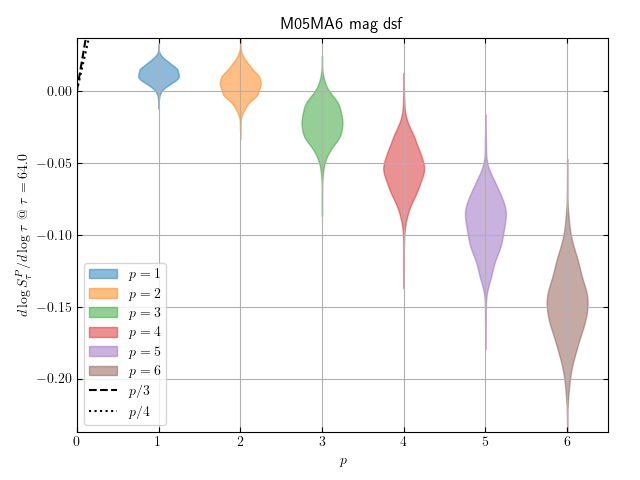 M05MA6 mag dsf
d log S_τ^P / d log τ @ τ = 64.0
0.00
−0.05
−0.10
−0.15
−0.20
p = 1
p = 2
p = 3
p = 4
p = 5
p = 6
p/3
p/4
0 1 2 3 4 5 6
p